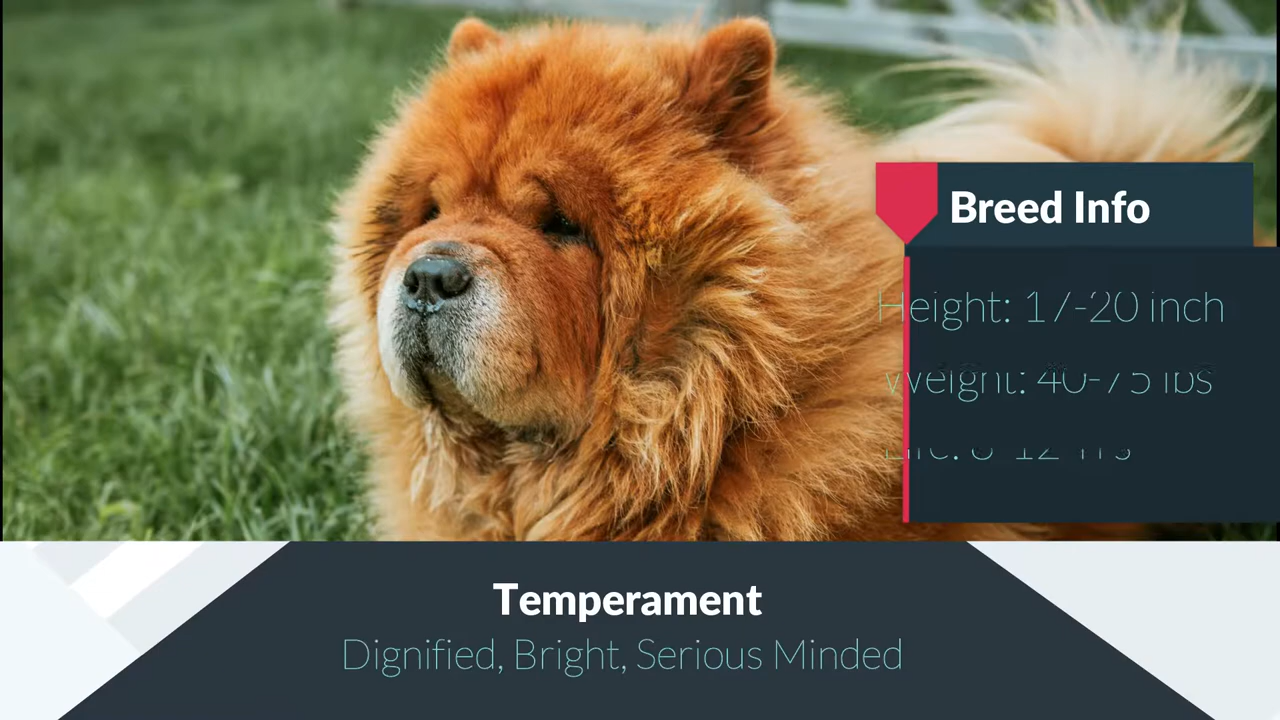 Breed Info
Height: 17-20 inch
Weight: 40-75 lbs
Temperament
Dignified, Bright, Serious Minded